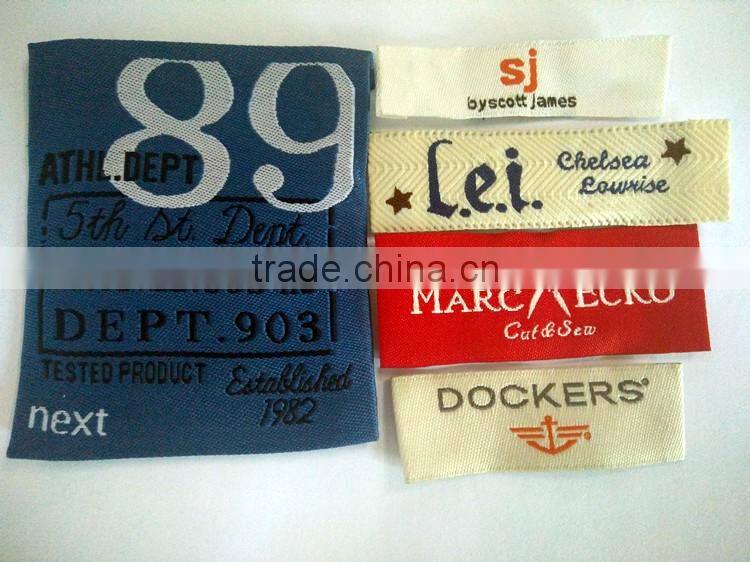 89
ATHL.DEPT
5th St. Dept.
DEPT.903
TESTED PRODUCT
Established
1982
next
sj
byscott james
l.e.i.
Chelsea
Lowrise
trade.china.cn
MARC ECKO
Cut & Sew
DOCKERS®